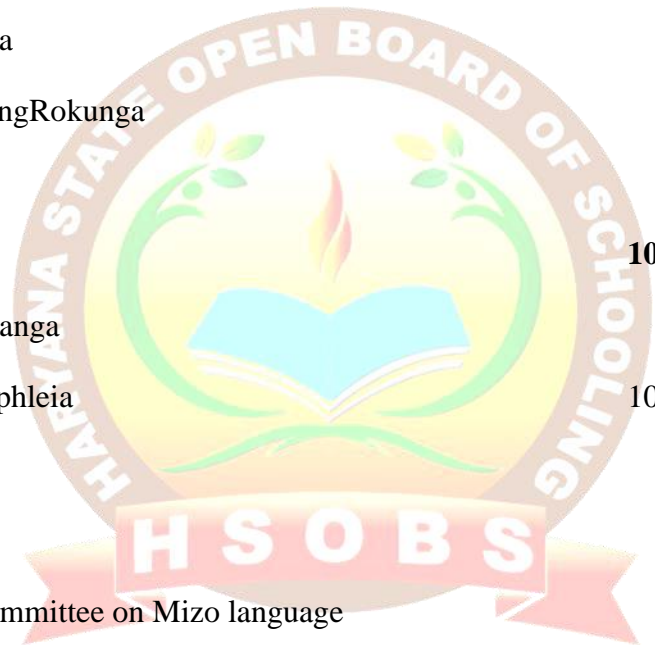 a
ngRokunga
10
anga
phleia 10
HARYANA STATE OPEN BOARD OF SCHOOLING
HSOBS
mmittee on Mizo language